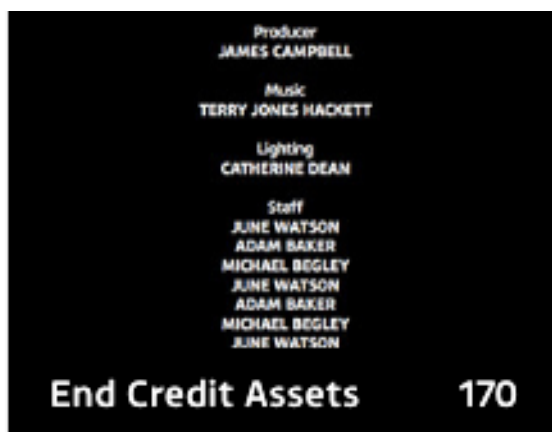 Producer
JAMES CAMPBELL
Music
TERRY JONES HACKETT
Lighting
CATHERINE DEAN
Staff
JUNE WATSON
ADAM BAKER
MICHAEL BEGLEY
JUNE WATSON
ADAM BAKER
MICHAEL BEGLEY
JUNE WATSON
End Credit Assets 170